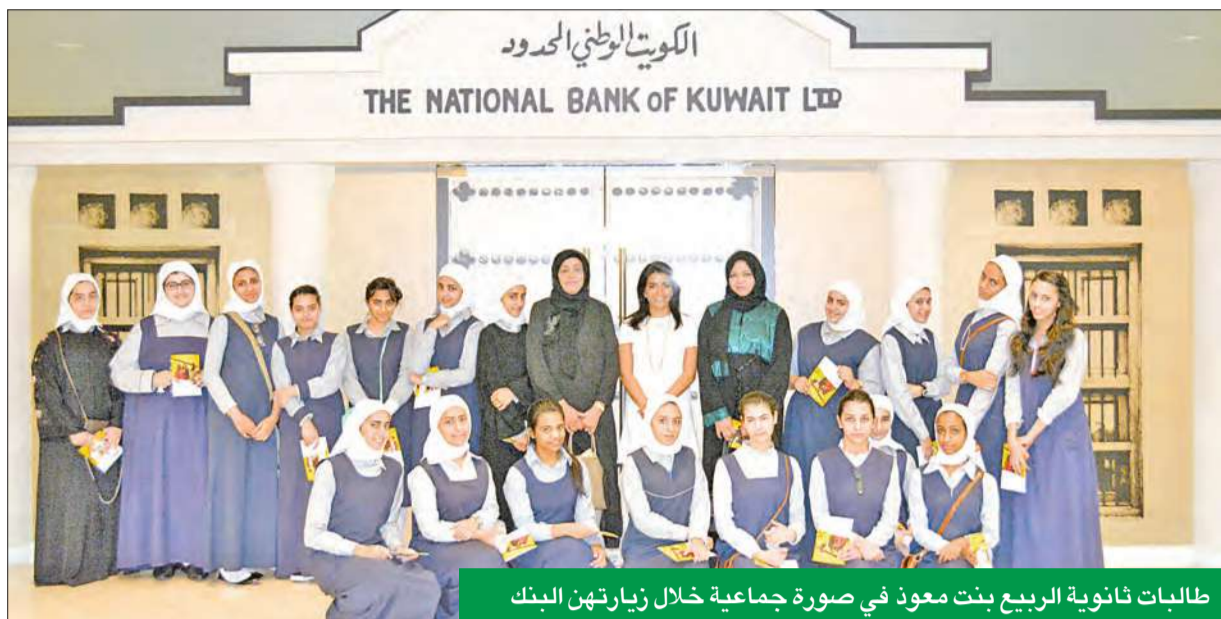 الكويت الوطني المحدود
THE NATIONAL BANK OF KUWAIT LTD
طالبات ثانوية الربيع بنت معوذ في صورة جماعية خلال زيارتهن البنك